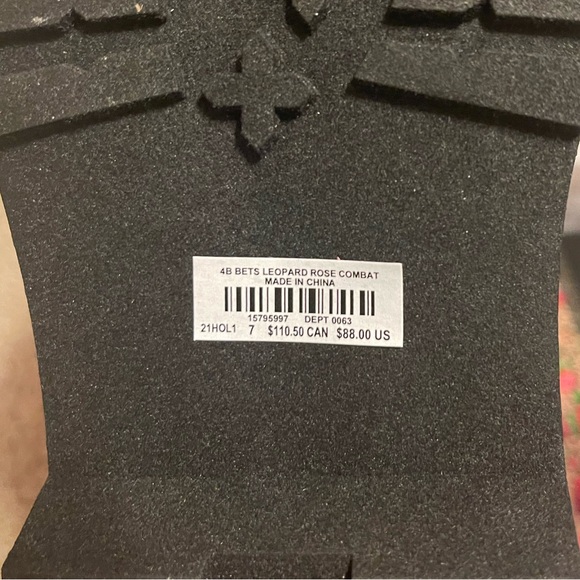 4B BETS LEOPARD ROSE COMBAT
MADE IN CHINA
15795997 DEPT 0063
21HOL1 7 $110.50 CAN $88.00 US